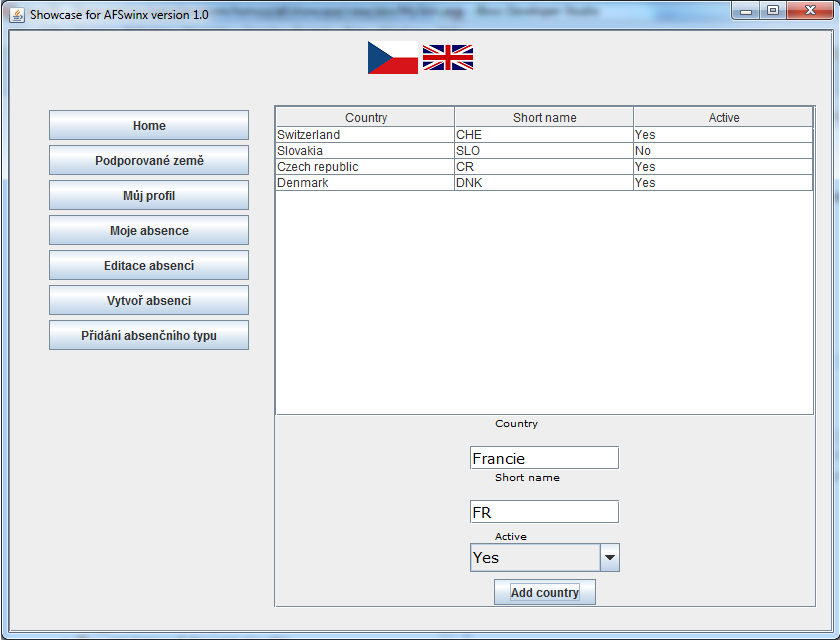 Showcase for AFSwinx version 1.0
Home
Podporované země
Můj profil
Moje absence
Editace absencí
Vytvoř absenci
Přidání absenčního typu
Country Short name Active
Switzerland CHE Yes
Slovakia SLO No
Czech republic CR Yes
Denmark DNK Yes
Country
Francie
Short name
FR
Active
Yes
Add country